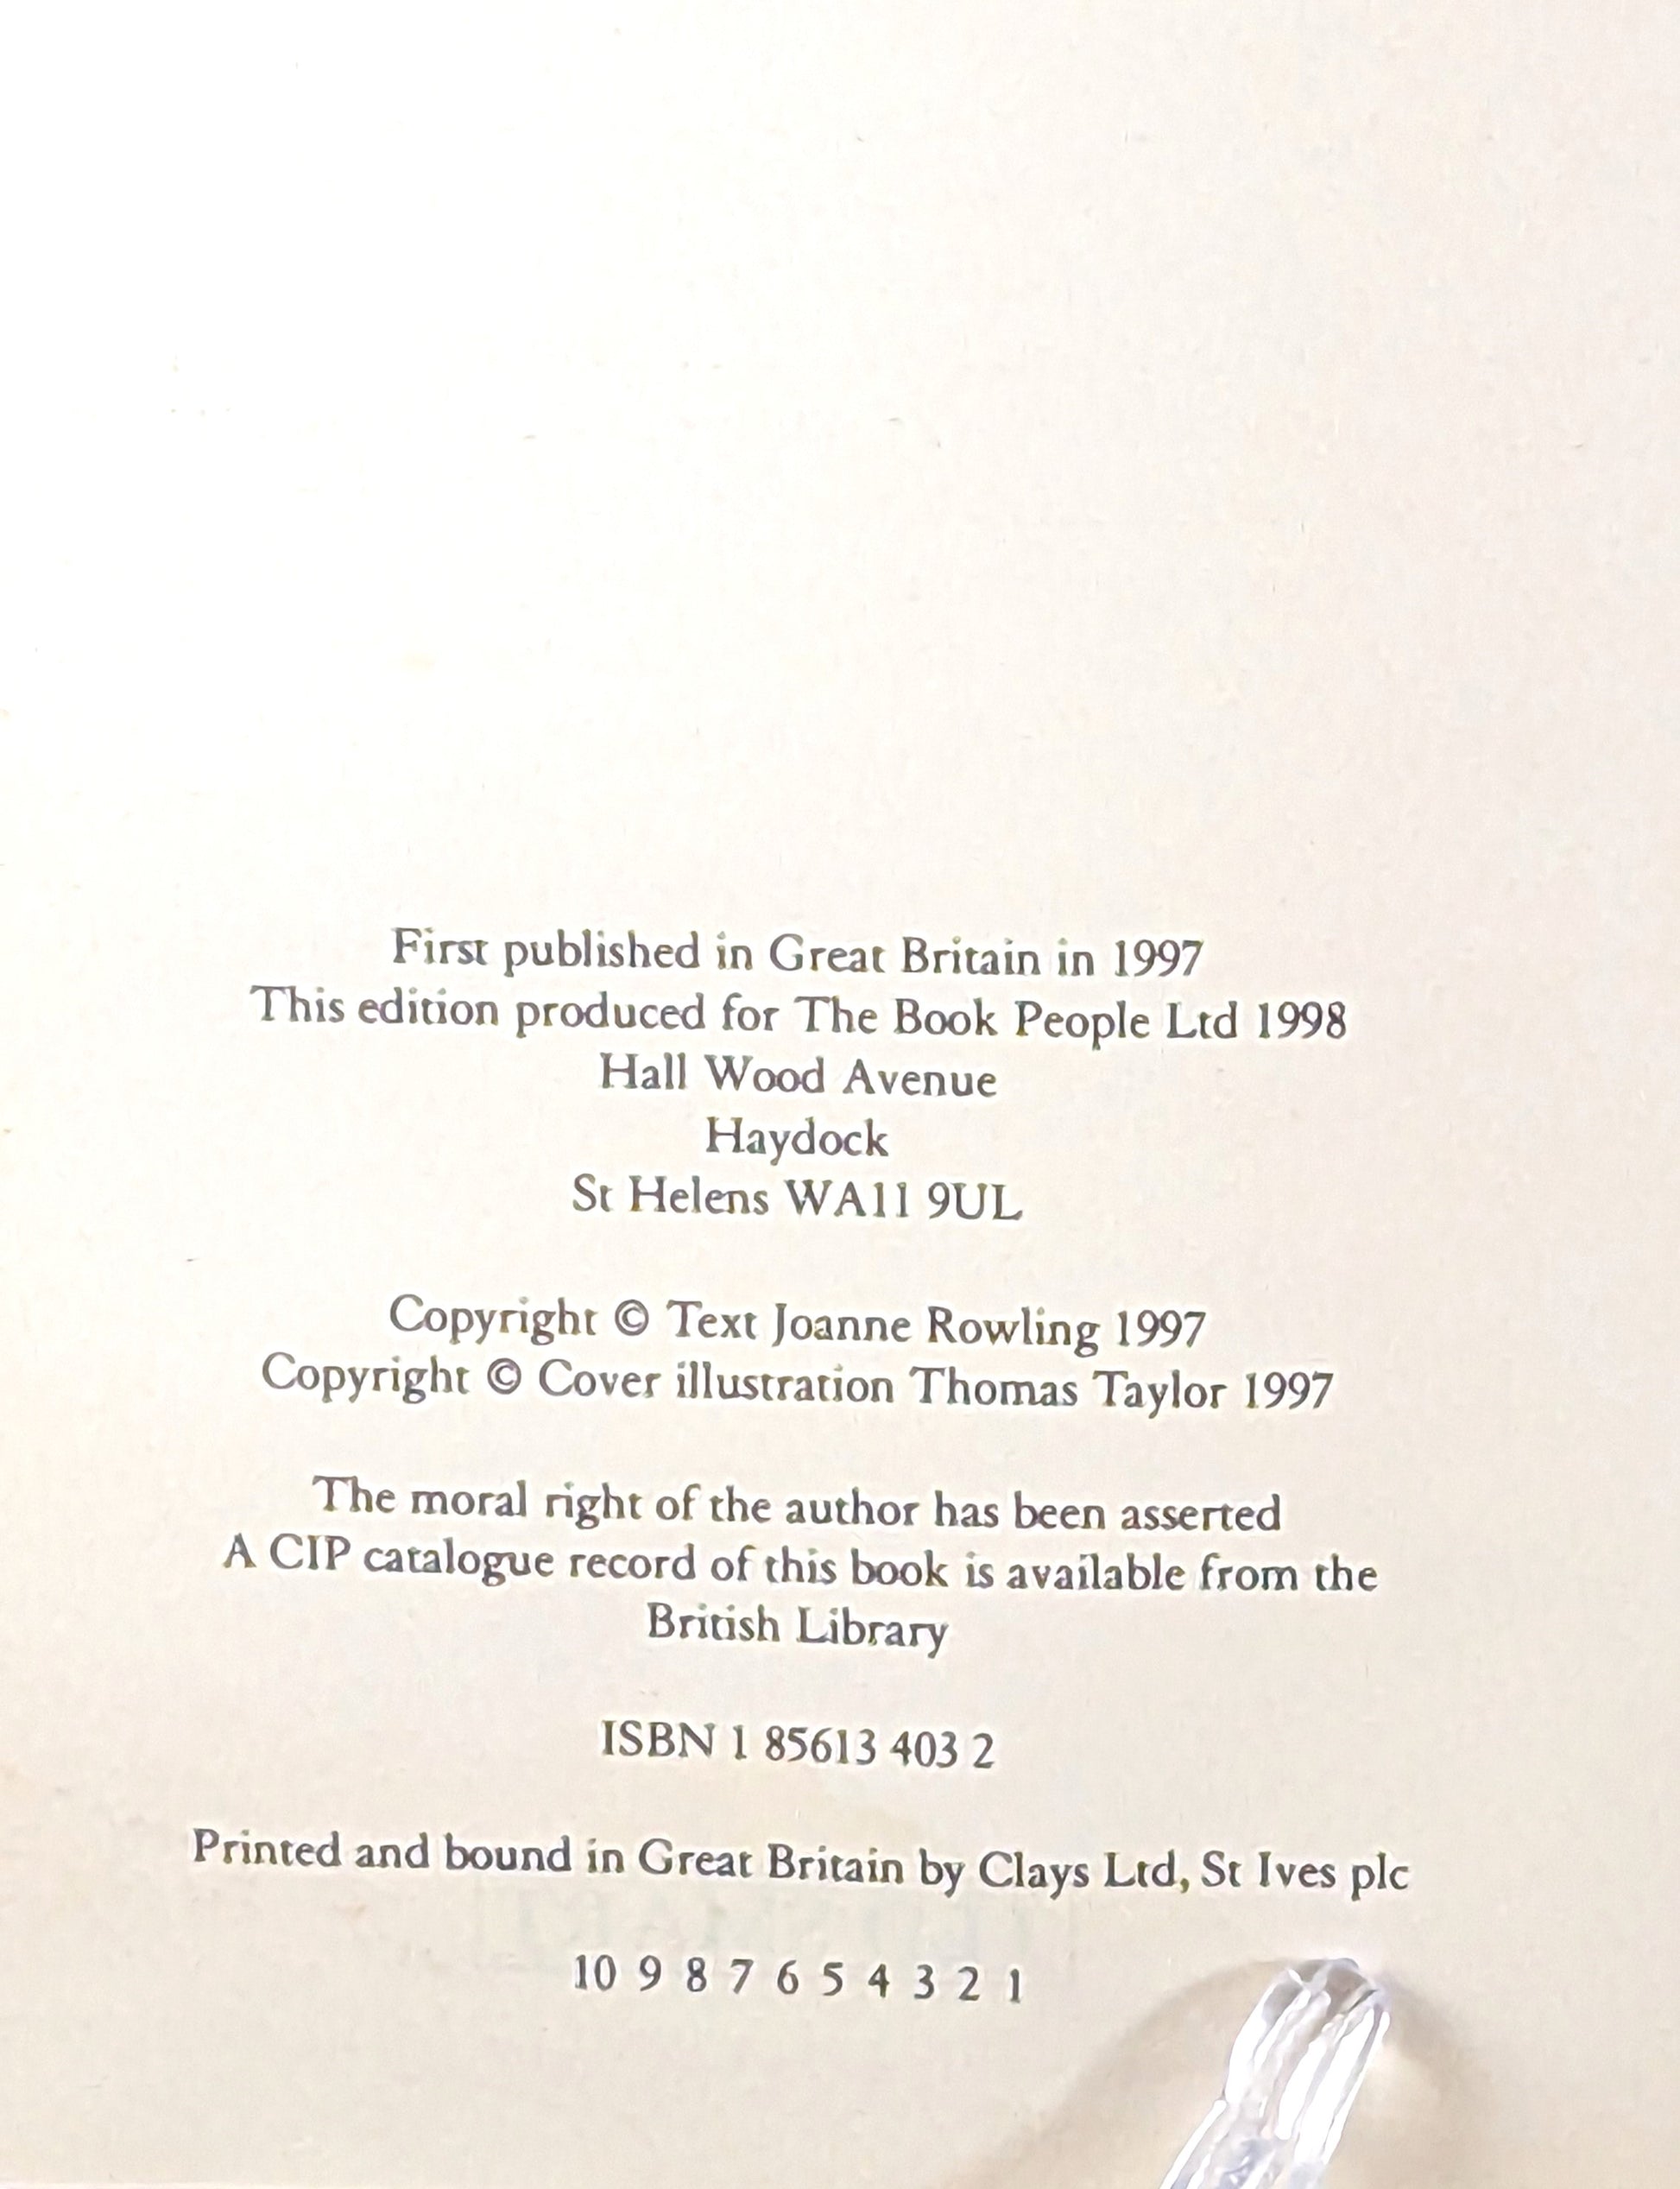 First published in Great Britain in 1997
This edition produced for The Book People Ltd 1998
Hall Wood Avenue
Haydock
St Helens WA11 9UL
Copyright © Text Joanne Rowling 1997
Copyright © Cover illustration Thomas Taylor 1997
The moral right of the author has been asserted
A CIP catalogue record of this book is available from the
British Library
ISBN 1 85613 403 2
Printed and bound in Great Britain by Clays Ltd, St Ives plc
10 9 8 7 6 5 4 3 2 1